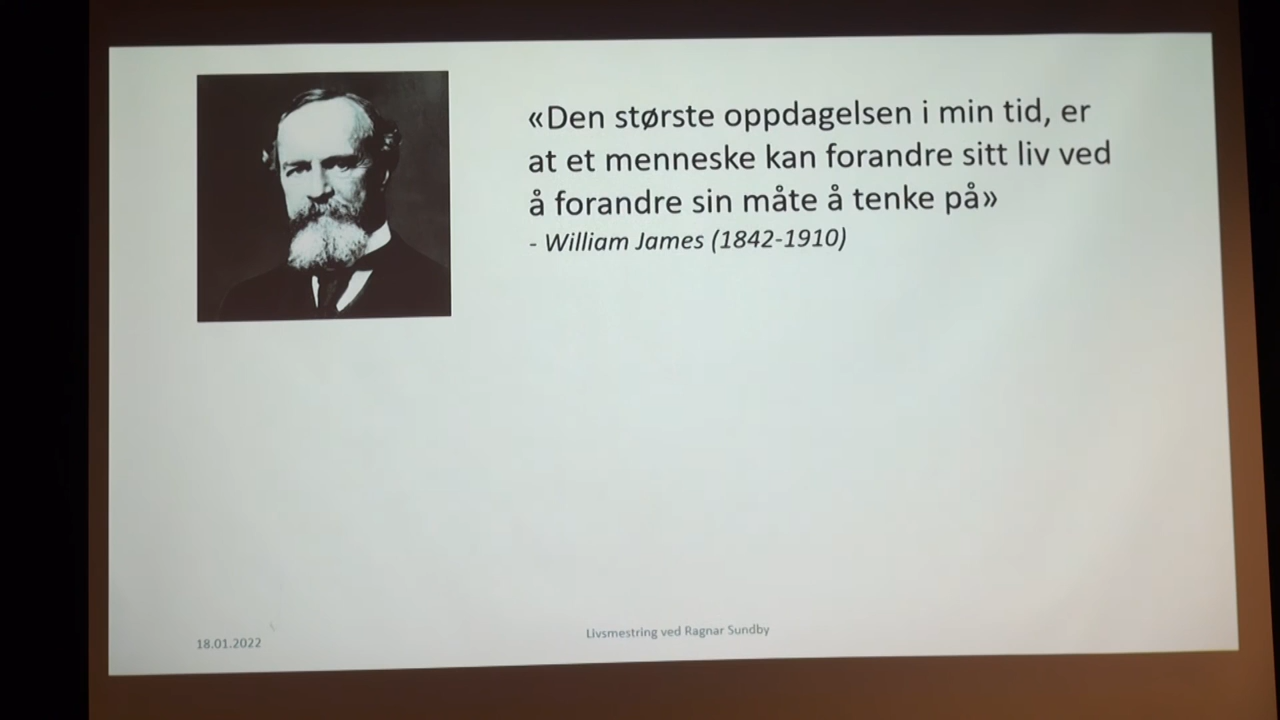 «Den største oppdagelsen i min tid, er
at et menneske kan forandre sitt liv ved
å forandre sin måte å tenke på»
- William James (1842-1910)
18.01.2022
Livsmestring ved Ragnar Sundby